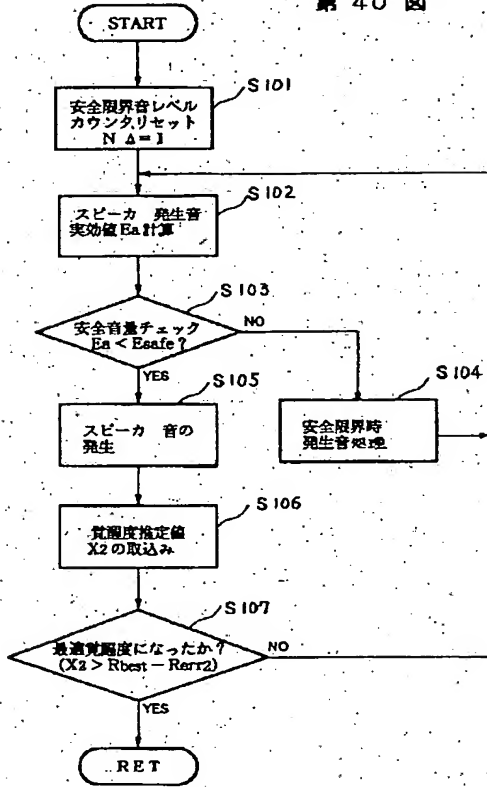 第 40 図
START
S101
安全限界音レベル
カウンタリセット
N A = 1
S102
スピーカ 発生音
実効値 Ea計算
S103
安全音量チェック
Ea < Esafe ?
NO
YES
S104
安全限界時
発生音処理
S105
スピーカ 音の
発生
S106
覚醒度推定値
X2の取込み
S107
最適覚醒度になったか?
(X2 > Rbest − Rerr2)
NO
YES
RET